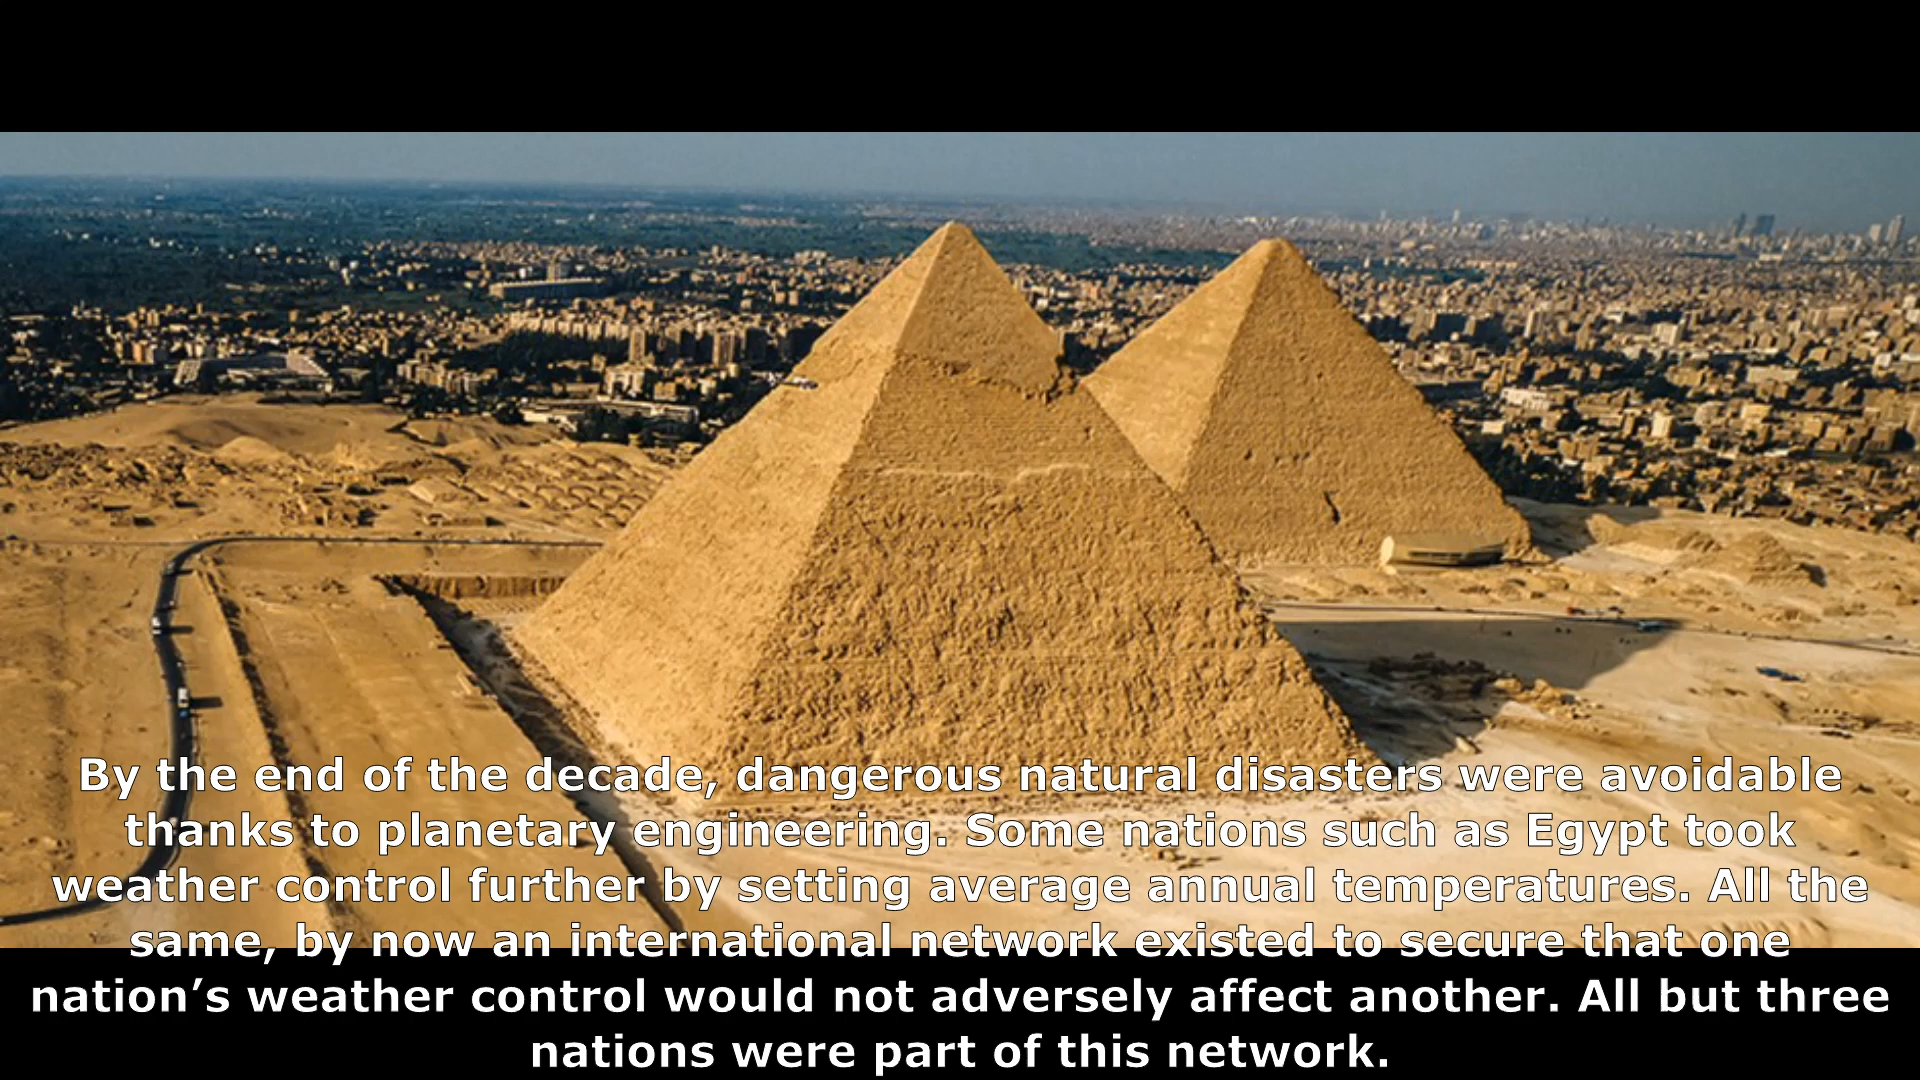 By the end of the decade, dangerous natural disasters were avoidable
thanks to planetary engineering. Some nations such as Egypt took
weather control further by setting average annual temperatures. All the
same, by now an international network existed to secure that one
nation’s weather control would not adversely affect another. All but three
nations were part of this network.